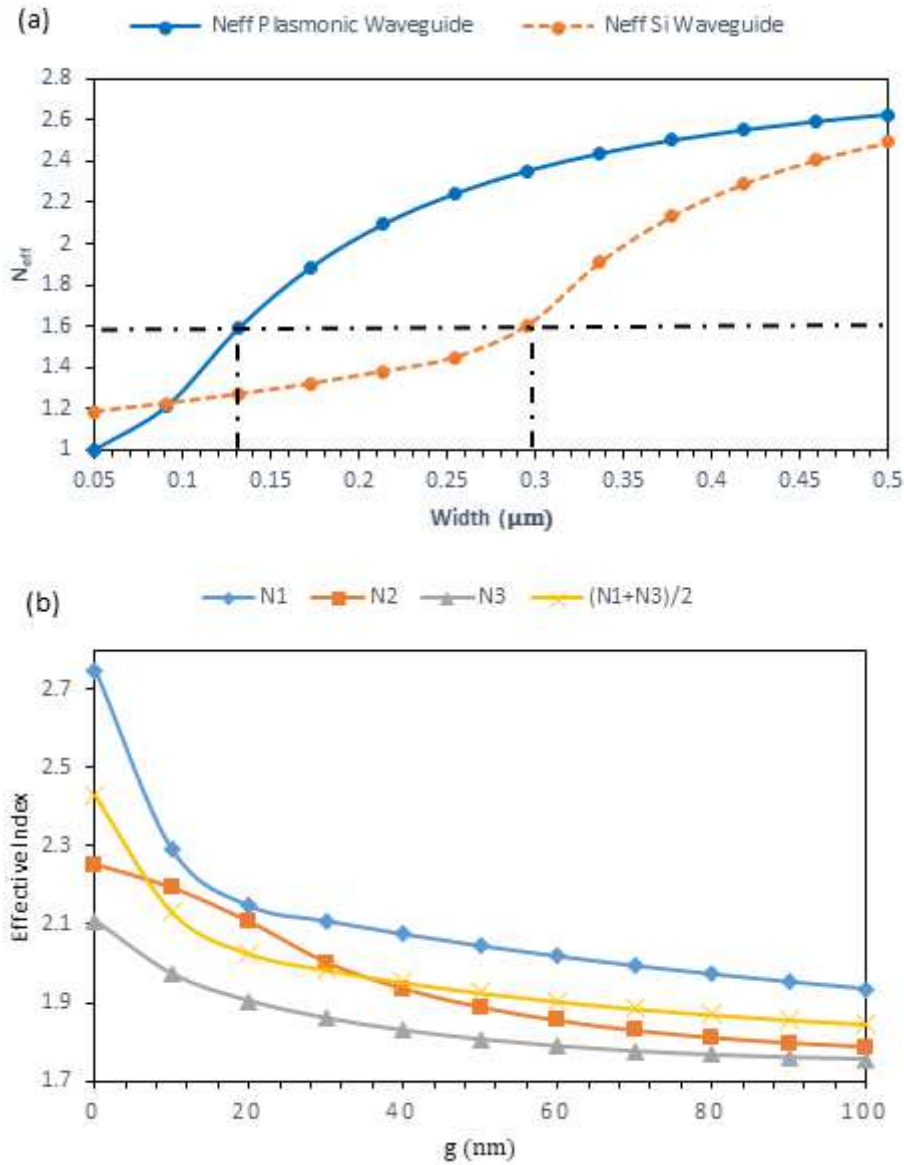 (a)
Neff Plasmonic Waveguide
Neff Si Waveguide
2.8
2.6
2.4
2.2
2
1.8
1.6
1.4
1.2
1
Neff
0.05
0.1
0.15
0.2
0.25
0.3
0.35
0.4
0.45
0.5
Width (μm)
(b)
N1
N2
N3
(N1+N3)/2
2.7
2.5
2.3
2.1
1.9
1.7
Effective Index
0
20
40
60
80
100
g (nm)